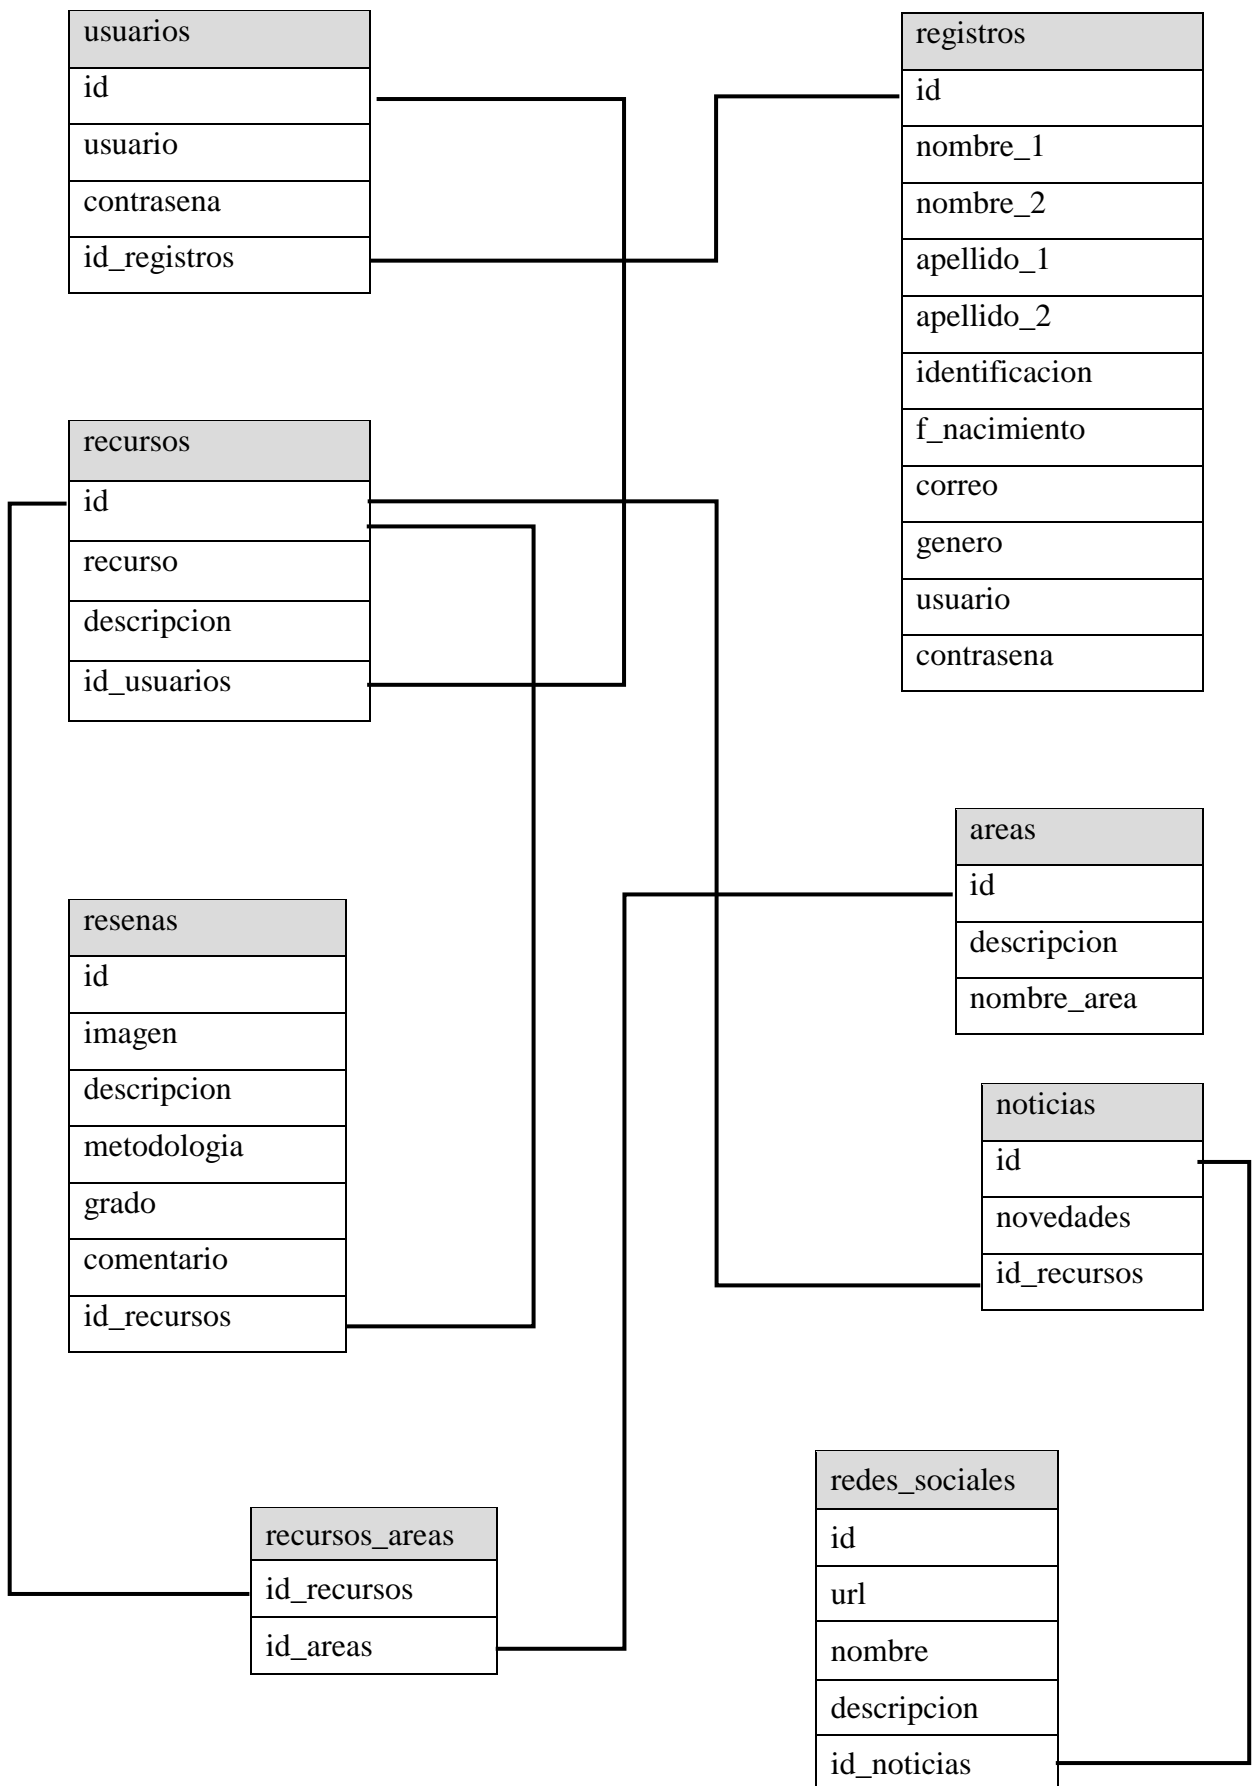 usuarios
id
usuario
contrasena
id_registros
registros
id
nombre_1
nombre_2
apellido_1
apellido_2
identificacion
f_nacimiento
correo
genero
usuario
contrasena
recursos
id
recurso
descripcion
id_usuarios
areas
id
descripcion
nombre_area
resenas
id
imagen
descripcion
metodologia
grado
comentario
id_recursos
noticias
id
novedades
id_recursos
recursos_areas
id_recursos
id_areas
redes_sociales
id
url
nombre
descripcion
id_noticias